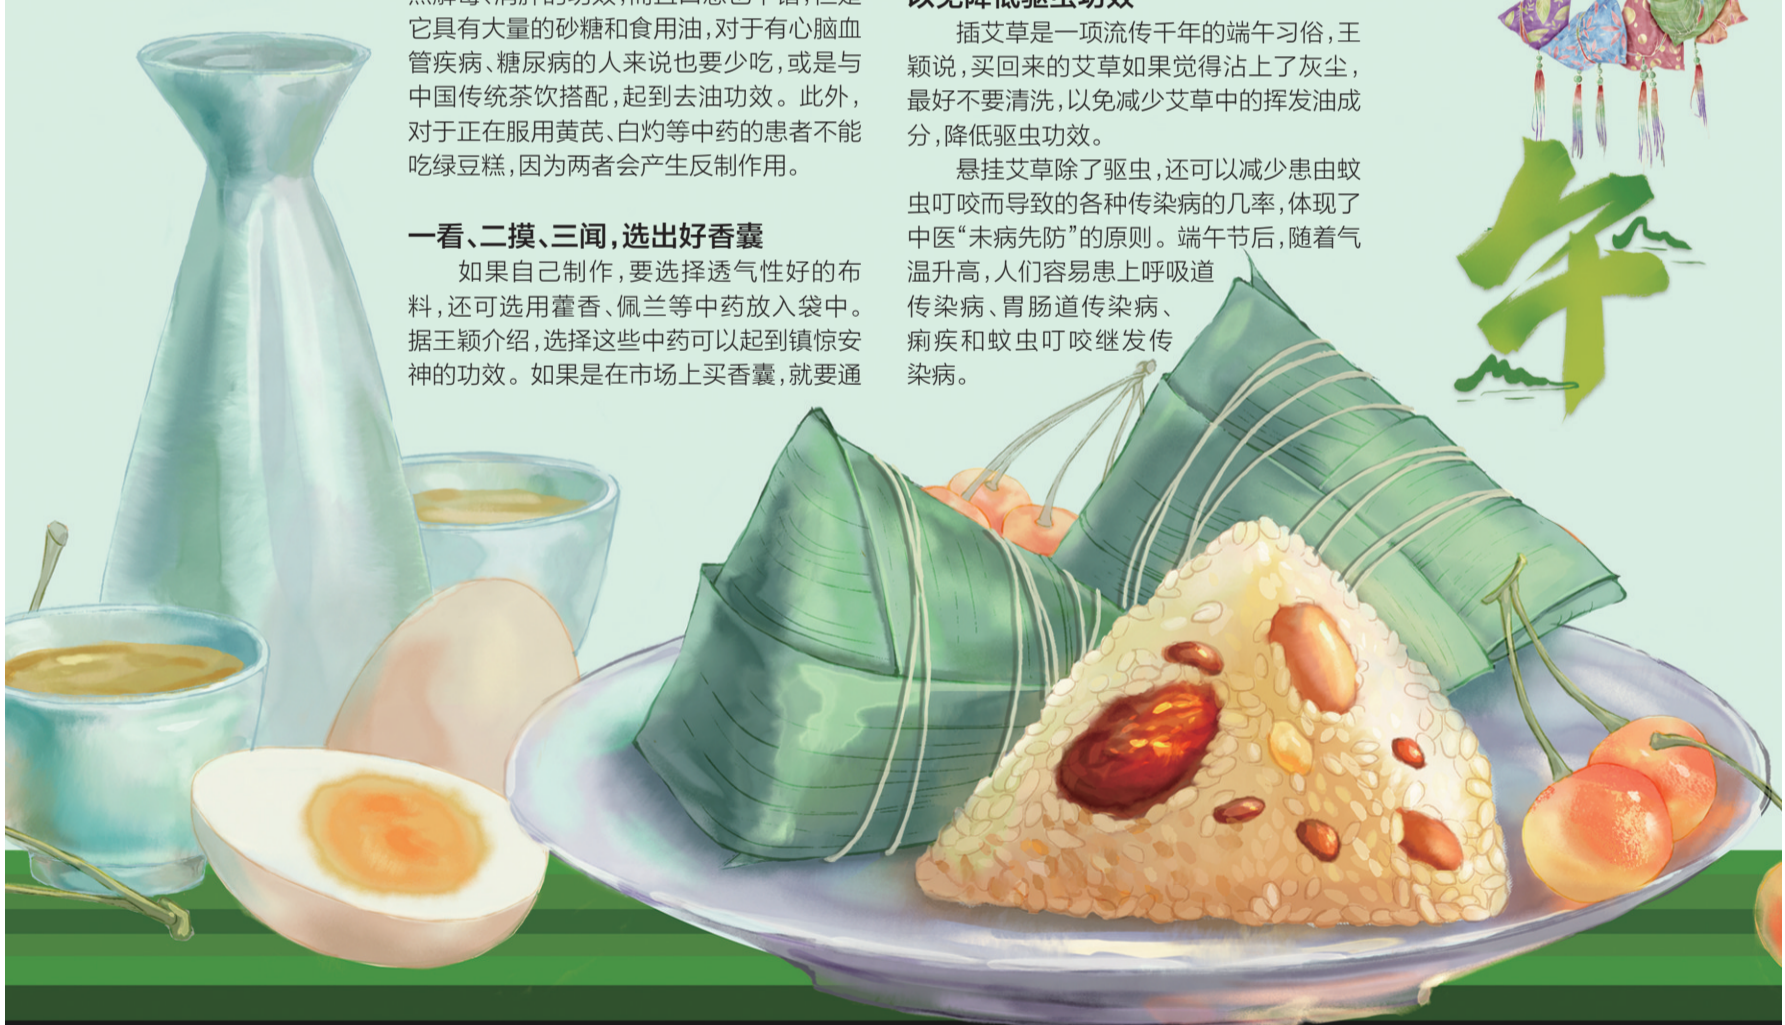 它具有大量的砂糖和食用油,对于有心脑血
管疾病、糖尿病的人来说也要少吃,或是与
中国传统茶饮搭配,起到去油功效。此外,
对于正在服用黄芪、白灼等中药的患者不能
吃绿豆糕,因为两者会产生反制作用。
一看、二摸、三闻,选出好香囊
如果自己制作,要选择透气性好的布
料,还可选用藿香、佩兰等中药放入袋中。
据王颖介绍,选择这些中药可以起到镇惊安
神的功效。如果是在市场上买香囊,就要通
以免降低驱虫功效
插艾草是一项流传千年的端午习俗,王
颖说,买回来的艾草如果觉得沾上了灰尘,
最好不要清洗,以免减少艾草中的挥发油成
分,降低驱虫功效。
悬挂艾草除了驱虫,还可以减少患由蚊
虫叮咬而导致的各种传染病的几率,体现了
中医“未病先防”的原则。端午节后,随着气
温升高,人们容易患上呼吸道
传染病、胃肠道传染病、
痢疾和蚊虫叮咬继发传
染病。
午